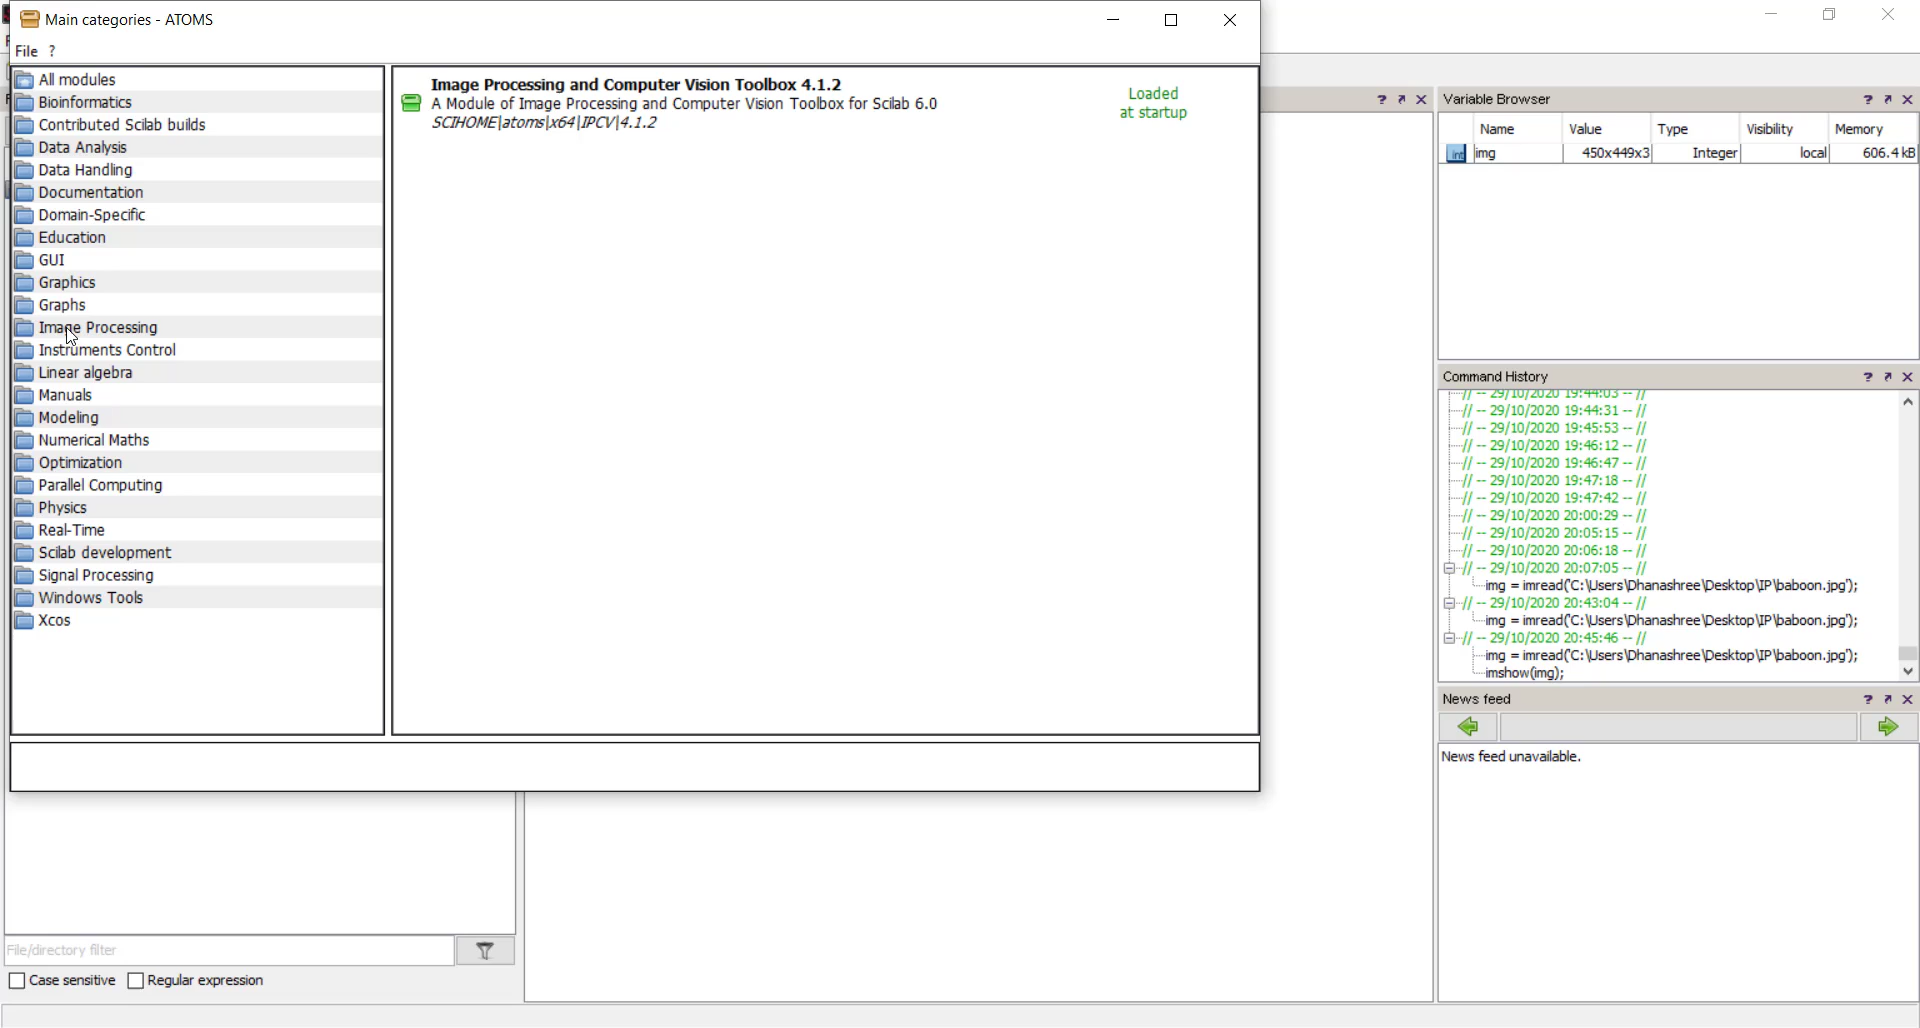 Main categories - ATOMS
File ?
All modules
Bioinformatics
Contributed Scilab builds
Data Analysis
Data Handling
Documentation
Domain-Specific
Education
GUI
Graphics
Graphs
Image Processing
Instruments Control
Linear algebra
Manuals
Modeling
Numerical Maths
Optimization
Parallel Computing
Physics
Real-Time
Scilab development
Signal Processing
Windows Tools
Xcos
Image Processing and Computer Vision Toolbox 4.1.2
A Module of Image Processing and Computer Vision Toolbox for Scilab 6.0
SCIHOME\atoms\x64\IPCV\4.1.2
Loaded
at startup
Variable Browser
Name Value Type Visibility Memory
img 450x449x3 Integer local 606.4 kB
Command History
// -- 29/10/2020 19:44:03 -- //
// -- 29/10/2020 19:44:31 -- //
// -- 29/10/2020 19:45:53 -- //
// -- 29/10/2020 19:46:12 -- //
// -- 29/10/2020 19:46:47 -- //
// -- 29/10/2020 19:47:18 -- //
// -- 29/10/2020 19:47:42 -- //
// -- 29/10/2020 20:00:29 -- //
// -- 29/10/2020 20:05:15 -- //
// -- 29/10/2020 20:06:18 -- //
// -- 29/10/2020 20:07:05 -- //
img = imread('C:\Users\Dhanashree\Desktop\IP\baboon.jpg');
// -- 29/10/2020 20:43:04 -- //
img = imread('C:\Users\Dhanashree\Desktop\IP\baboon.jpg');
// -- 29/10/2020 20:45:46 -- //
img = imread('C:\Users\Dhanashree\Desktop\IP\baboon.jpg');
imshow(img);
News feed
News feed unavailable.
File/directory filter
Case sensitive Regular expression